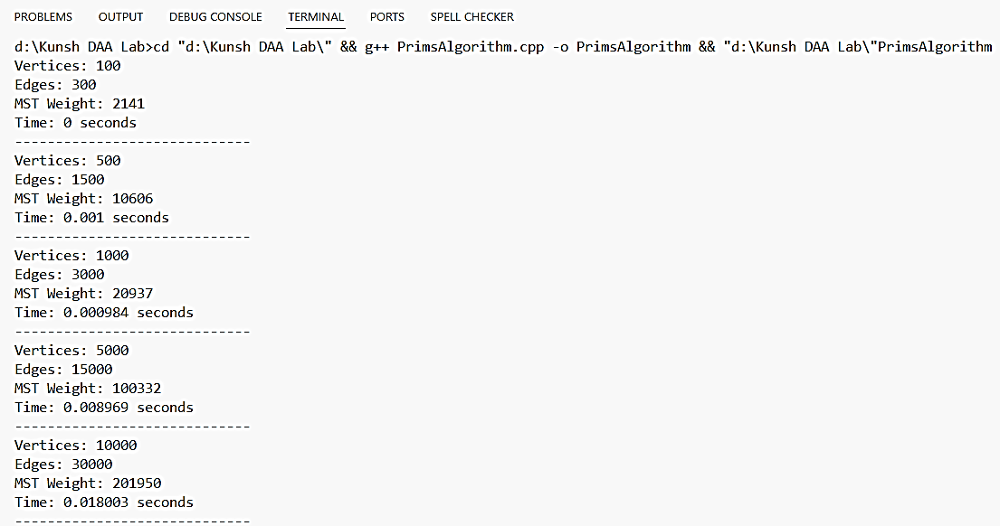 PROBLEMS OUTPUT DEBUG CONSOLE TERMINAL PORTS SPELL CHECKER
d:\Kunsh DAA Lab>cd "d:\Kunsh DAA Lab\" && g++ PrimsAlgorithm.cpp -o PrimsAlgorithm && "d:\Kunsh DAA Lab\"PrimsAlgorithm
Vertices: 100
Edges: 300
MST Weight: 2141
Time: 0 seconds
-----------------------------
Vertices: 500
Edges: 1500
MST Weight: 10606
Time: 0.001 seconds
-----------------------------
Vertices: 1000
Edges: 3000
MST Weight: 20937
Time: 0.000984 seconds
-----------------------------
Vertices: 5000
Edges: 15000
MST Weight: 100332
Time: 0.008969 seconds
-----------------------------
Vertices: 10000
Edges: 30000
MST Weight: 201950
Time: 0.018003 seconds
-----------------------------